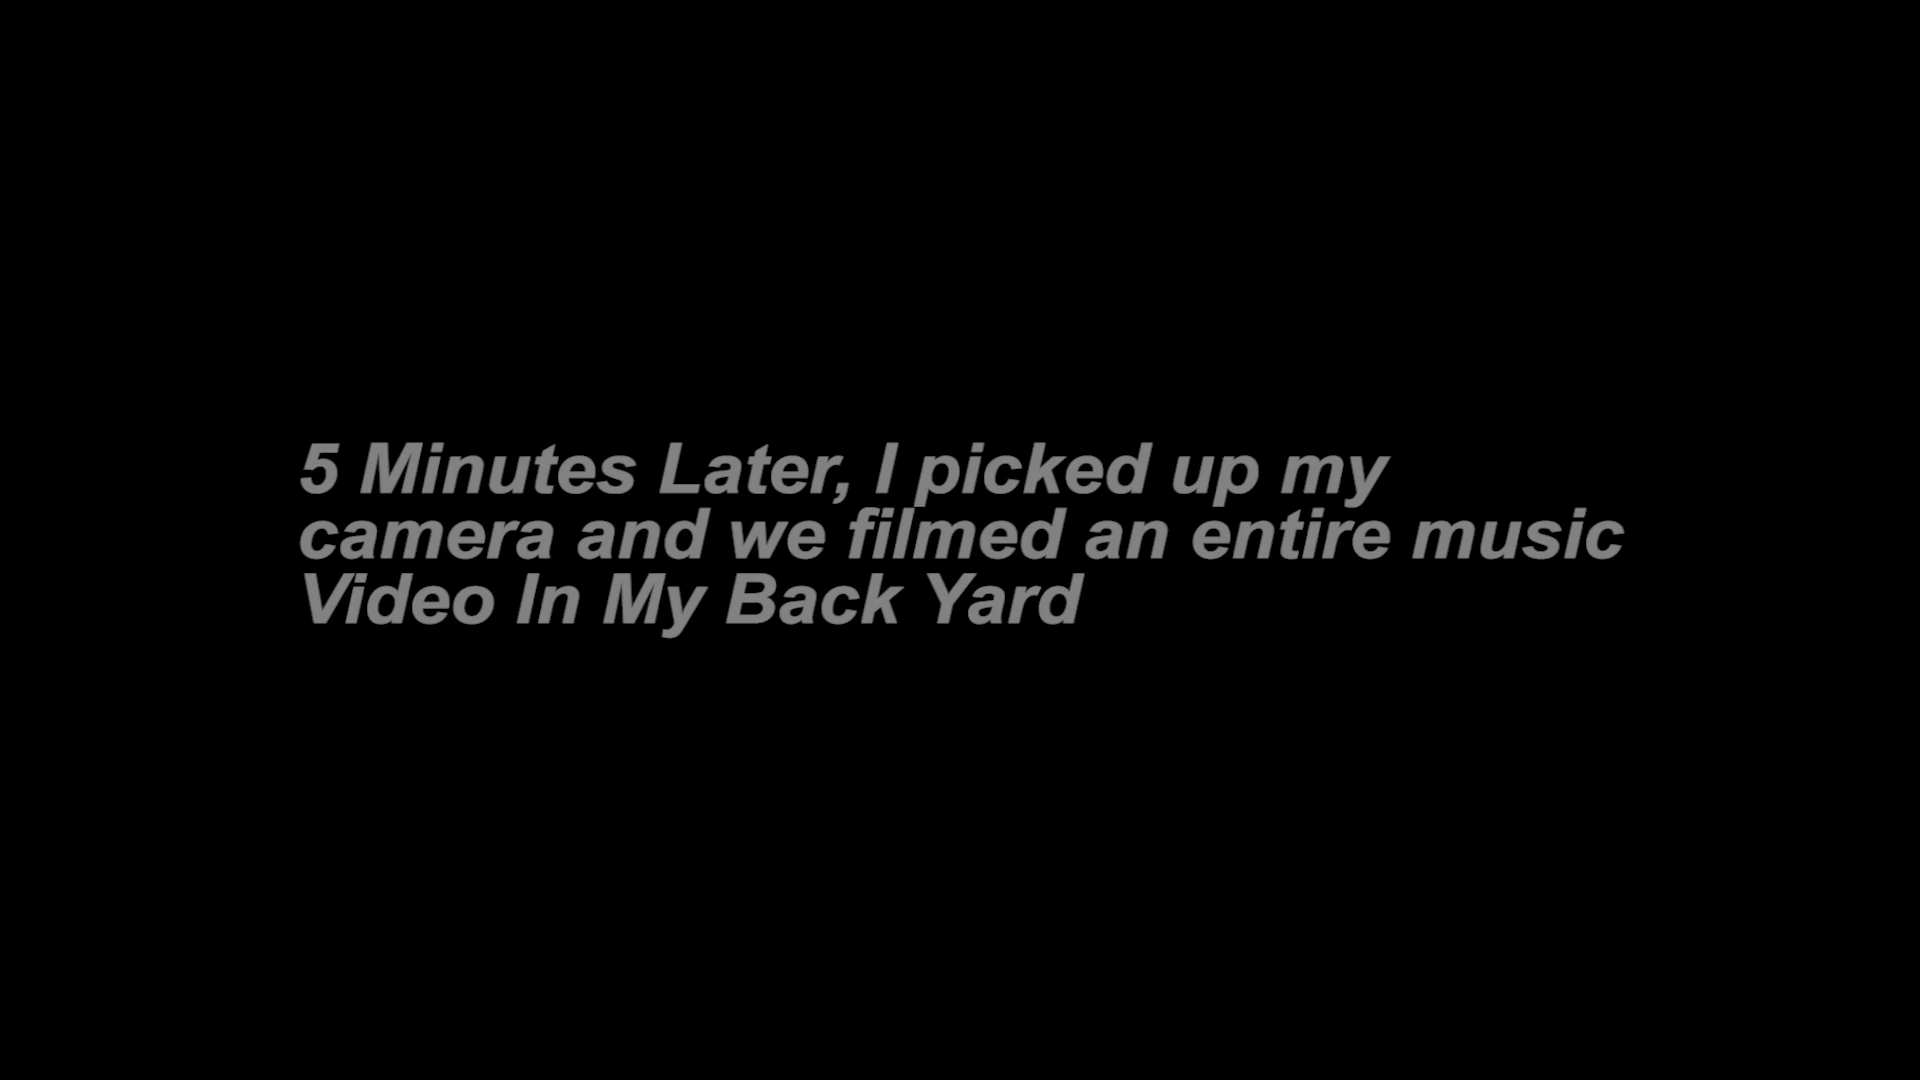 5 Minutes Later, I picked up my
camera and we filmed an entire music
Video In My Back Yard